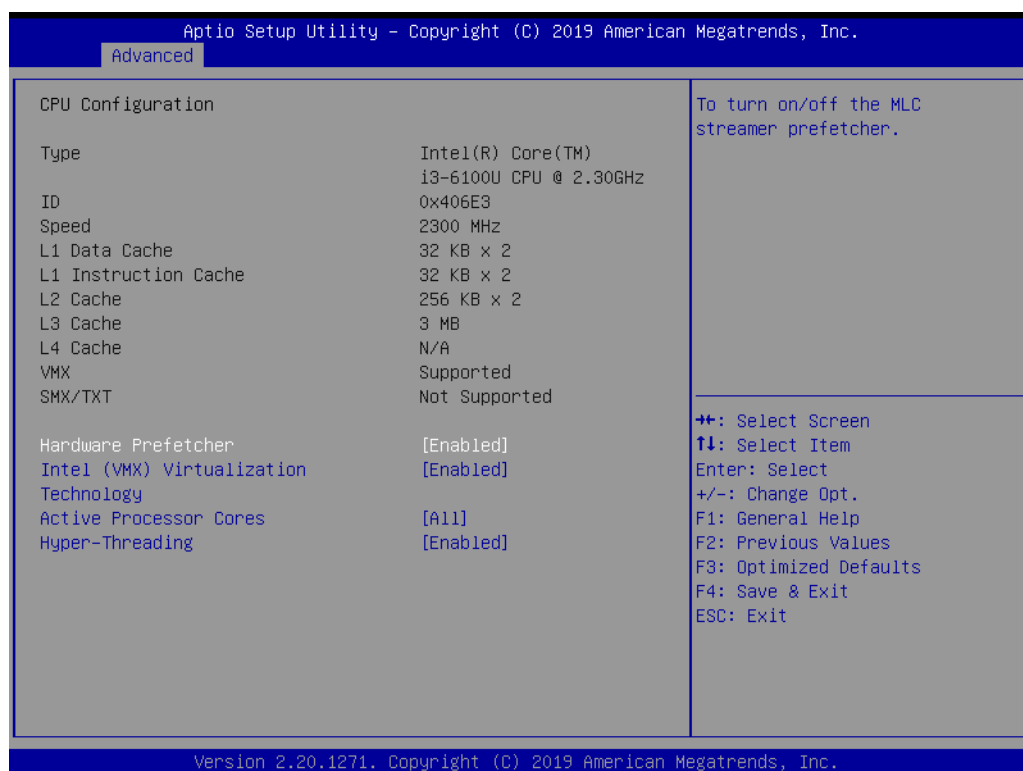 Aptio Setup Utility – Copyright (C) 2019 American Megatrends, Inc.
Advanced
CPU Configuration
Type Intel(R) Core(TM)
i3-6100U CPU @ 2.30GHz
ID 0x406E3
Speed 2300 MHz
L1 Data Cache 32 KB x 2
L1 Instruction Cache 32 KB x 2
L2 Cache 256 KB x 2
L3 Cache 3 MB
L4 Cache N/A
VMX Supported
SMX/TXT Not Supported
Hardware Prefetcher [Enabled]
Intel (VMX) Virtualization [Enabled]
Technology
Active Processor Cores [All]
Hyper-Threading [Enabled]
To turn on/off the MLC
streamer prefetcher.
→←: Select Screen
↑↓: Select Item
Enter: Select
+/-: Change Opt.
F1: General Help
F2: Previous Values
F3: Optimized Defaults
F4: Save & Exit
ESC: Exit
Version 2.20.1271. Copyright (C) 2019 American Megatrends, Inc.